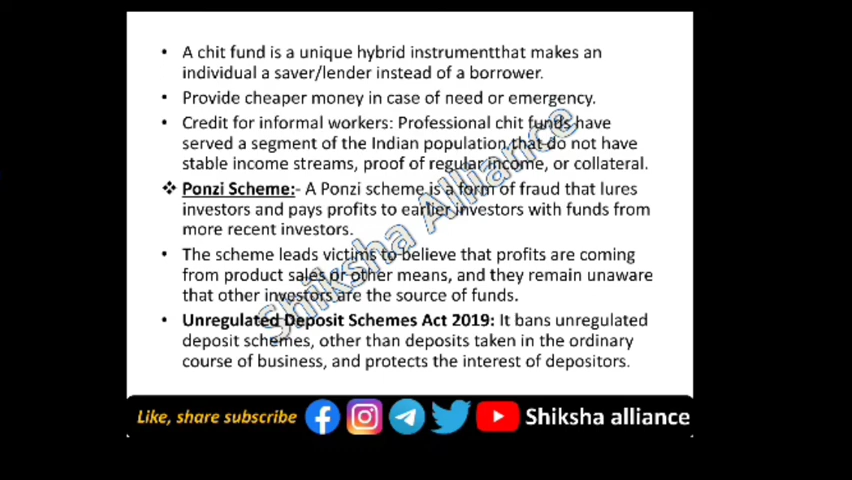 • A chit fund is a unique hybrid instrumentthat makes an
individual a saver/lender instead of a borrower.
• Provide cheaper money in case of need or emergency.
• Credit for informal workers: Professional chit funds have
served a segment of the Indian population that do not have
stable income streams, proof of regular income, or collateral.
❖ Ponzi Scheme:- A Ponzi scheme is a form of fraud that lures
investors and pays profits to earlier investors with funds from
more recent investors.
• The scheme leads victims to believe that profits are coming
from product sales or other means, and they remain unaware
that other investors are the source of funds.
• Unregulated Deposit Schemes Act 2019: It bans unregulated
deposit schemes, other than deposits taken in the ordinary
course of business, and protects the interest of depositors.
Shiksha Alliance
Like, share subscribe
Shiksha alliance